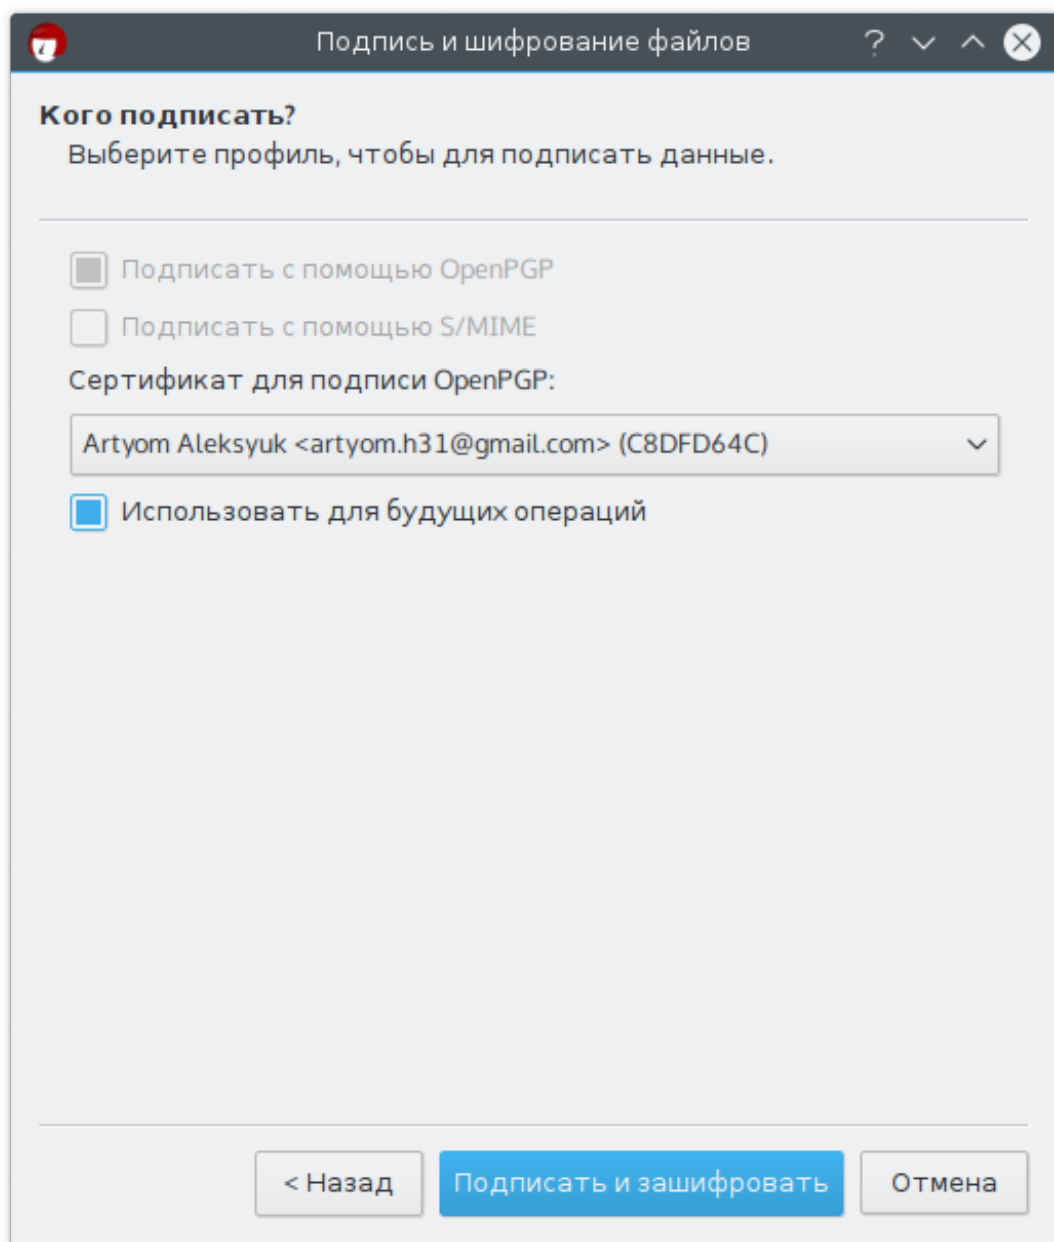 Подпись и шифрование файлов
Кого подписать?
Выберите профиль, чтобы для подписать данные.
Подписать с помощью OpenPGP
Подписать с помощью S/MIME
Сертификат для подписи OpenPGP:
Artyom Aleksyuk <artyom.h31@gmail.com> (C8DFD64C)
Использовать для будущих операций
< Назад Подписать и зашифровать Отмена